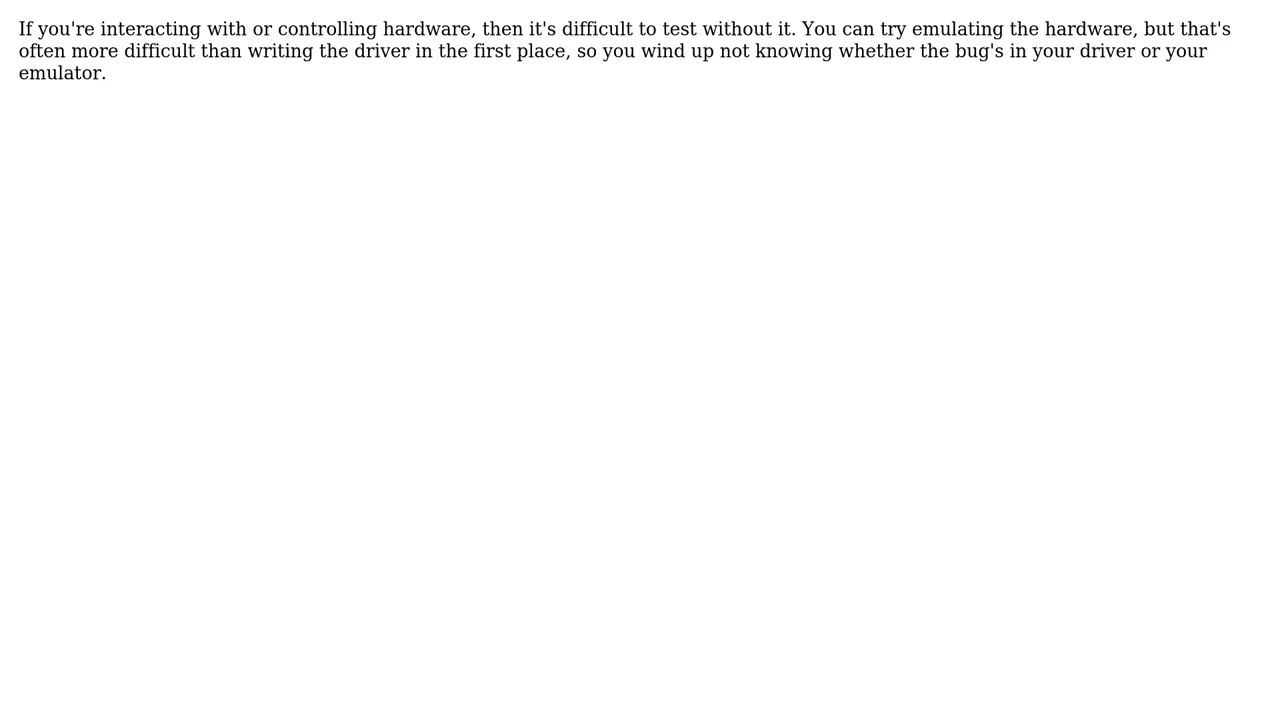 If you're interacting with or controlling hardware, then it's difficult to test without it. You can try emulating the hardware, but that's
often more difficult than writing the driver in the first place, so you wind up not knowing whether the bug's in your driver or your
emulator.